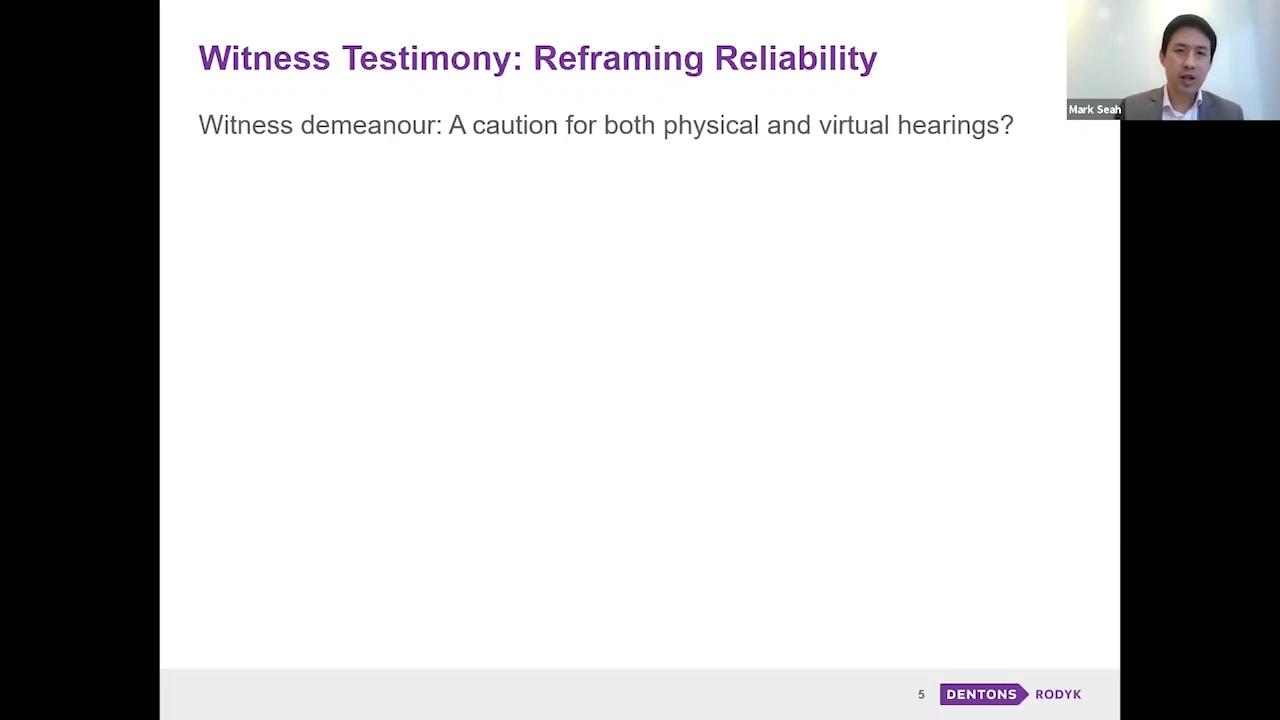 Witness Testimony: Reframing Reliability
Mark Seah
Witness demeanour: A caution for both physical and virtual hearings?
5
DENTONS RODYK